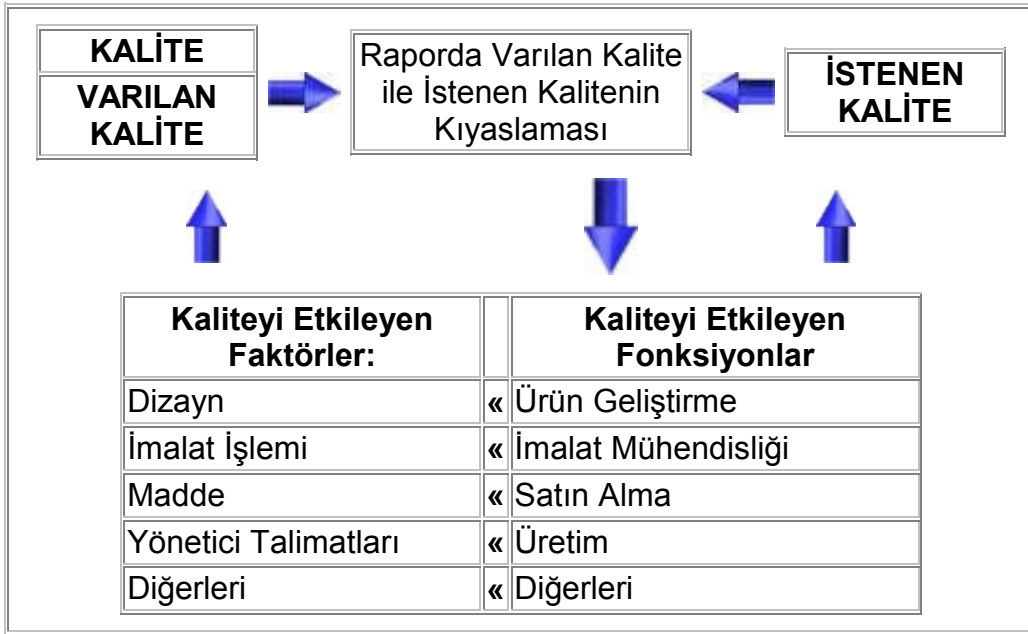 KALİTE
VARILAN
KALİTE
Raporda Varılan Kalite
ile İstenen Kalitenin
Kıyaslaması
İSTENEN
KALİTE
Kaliteyi Etkileyen
Faktörler:
Kaliteyi Etkileyen
Fonksiyonlar
Dizayn « Ürün Geliştirme
İmalat İşlemi « İmalat Mühendisliği
Madde « Satın Alma
Yönetici Talimatları « Üretim
Diğerleri « Diğerleri